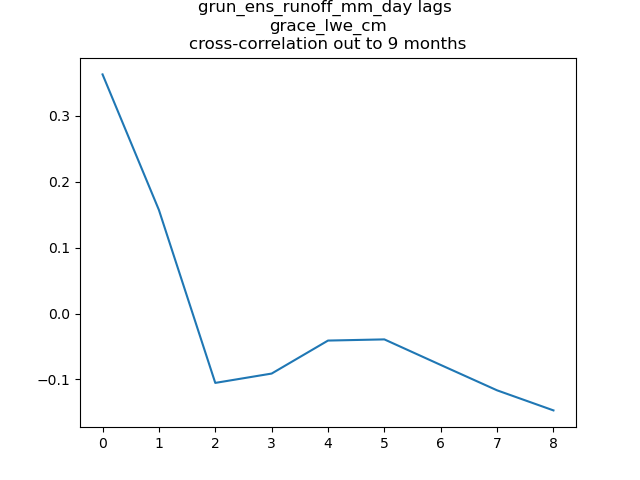 grun_ens_runoff_mm_day lags
grace_lwe_cm
cross-correlation out to 9 months
0.3
0.2
0.1
0.0
−0.1
0 1 2 3 4 5 6 7 8